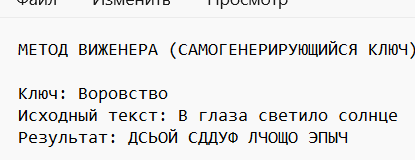 Файл Изменить Просмотр
МЕТОД ВИЖЕНЕРА (САМОГЕНЕРИРУЮЩИЙСЯ КЛЮЧ)
Ключ: Воровство
Исходный текст: В глаза светило солнце
Результат: ДСЬОЙ СДДУФ ЛЧОЩО ЭПЫЧ